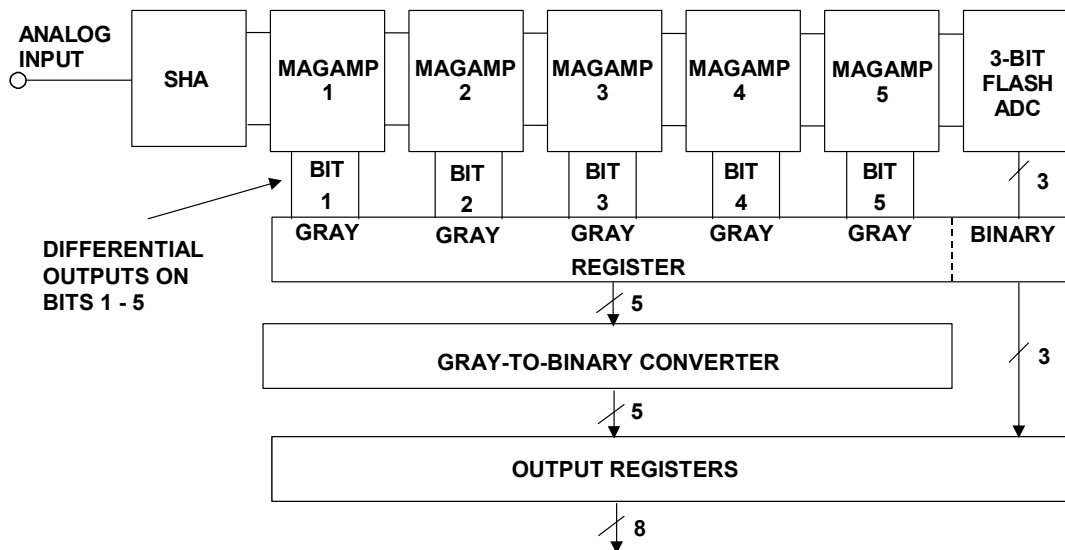 ANALOG
INPUT
SHA
MAGAMP
1
MAGAMP
2
MAGAMP
3
MAGAMP
4
MAGAMP
5
3-BIT
FLASH
ADC
BIT
1
BIT
2
BIT
3
BIT
4
BIT
5
3
GRAY
GRAY
GRAY
GRAY
GRAY
BINARY
REGISTER
DIFFERENTIAL
OUTPUTS ON
BITS 1 - 5
5
GRAY-TO-BINARY CONVERTER
3
5
OUTPUT REGISTERS
8